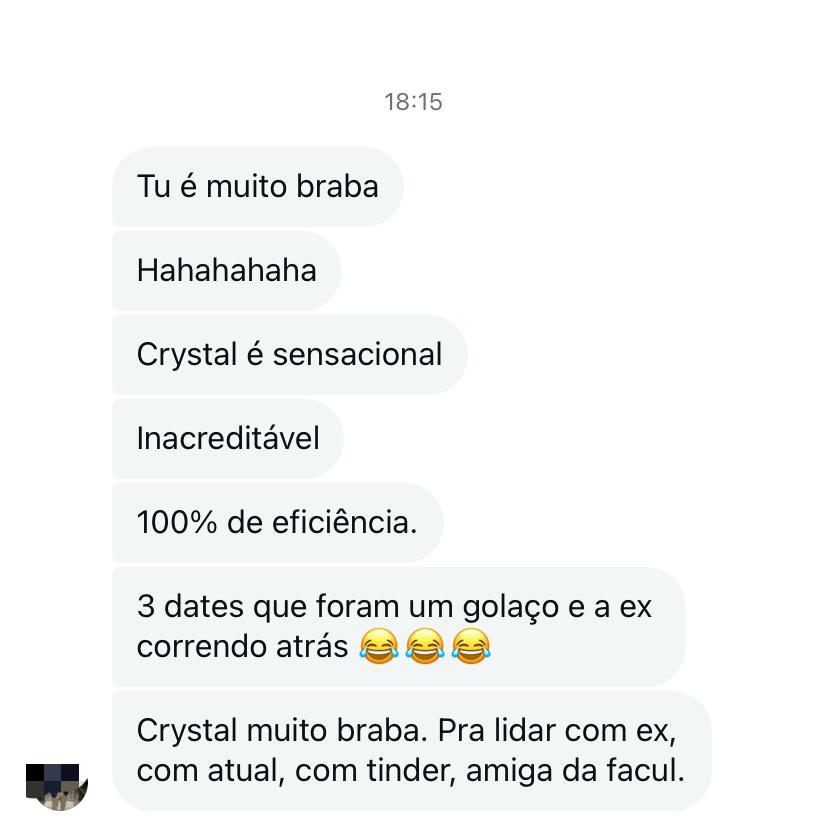 18:15
Tu é muito braba
Hahahahaha
Crystal é sensacional
Inacreditável
100% de eficiência.
3 dates que foram um golaço e a ex
correndo atrás 😂😂😂
Crystal muito braba. Pra lidar com ex,
com atual, com tinder, amiga da facul.